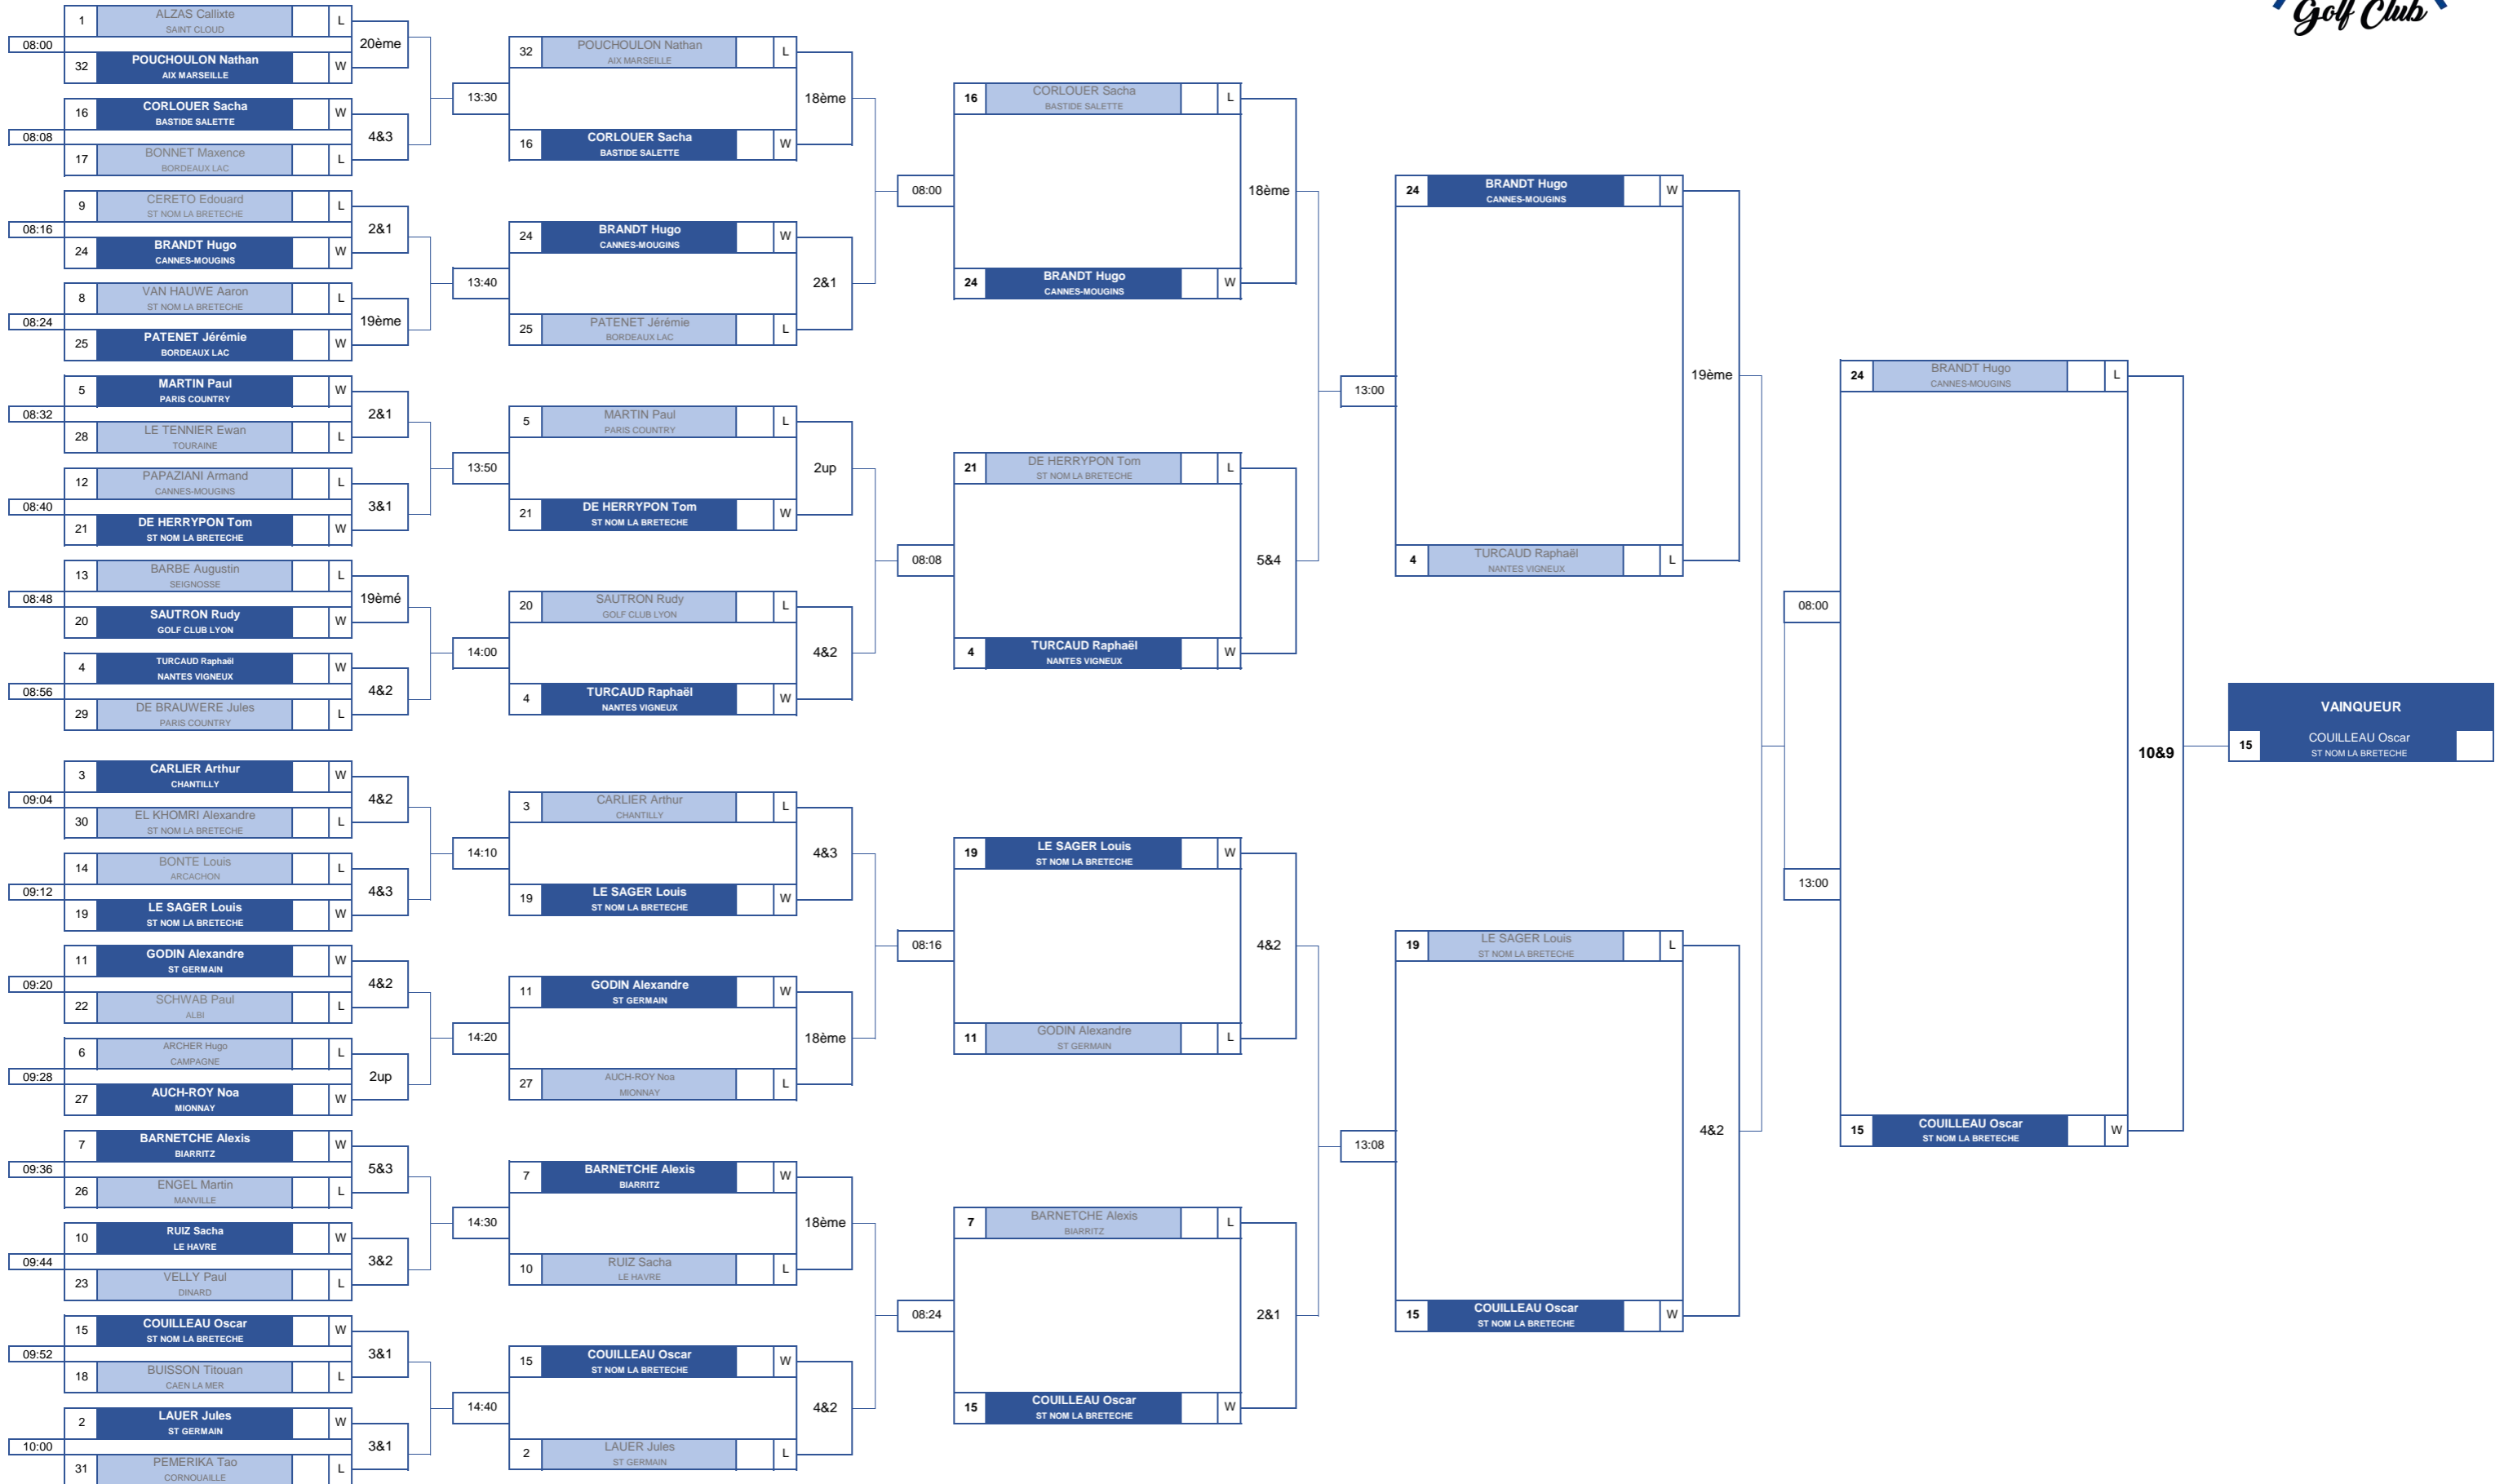 Golf Club
1 ALZAS Callixte L
SAINT CLOUD
08:00 20ème
32 POUCHOULON Nathan W
AIX MARSEILLE
16 CORLOUER Sacha W
BASTIDE SALETTE
08:08 4&3
17 BONNET Maxence L
BORDEAUX LAC
9 CERETO Edouard L
ST NOM LA BRETECHE
08:16 2&1
24 BRANDT Hugo W
CANNES-MOUGINS
8 VAN HAUWE Aaron L
ST NOM LA BRETECHE
08:24 19ème
25 PATENET Jérémie W
BORDEAUX LAC
5 MARTIN Paul W
PARIS COUNTRY
08:32 2&1
28 LE TENNIER Ewan L
TOURAINE
12 PAPAZIANI Armand L
CANNES-MOUGINS
08:40 3&1
21 DE HERRYPON Tom W
ST NOM LA BRETECHE
13 BARBE Augustin L
SEIGNOSSE
08:48 19èmé
20 SAUTRON Rudy W
GOLF CLUB LYON
4 TURCAUD Raphaël W
NANTES VIGNEUX
08:56 4&2
29 DE BRAUWERE Jules L
PARIS COUNTRY
3 CARLIER Arthur W
CHANTILLY
09:04 4&2
30 EL KHOMRI Alexandre L
ST NOM LA BRETECHE
14 BONTE Louis L
ARCACHON
09:12 4&3
19 LE SAGER Louis W
ST NOM LA BRETECHE
11 GODIN Alexandre W
ST GERMAIN
09:20 4&2
22 SCHWAB Paul L
ALBI
6 ARCHER Hugo L
CAMPAGNE
09:28 2up
27 AUCH-ROY Noa W
MIONNAY
7 BARNETCHE Alexis W
BIARRITZ
09:36 5&3
26 ENGEL Martin L
MANVILLE
10 RUIZ Sacha W
LE HAVRE
09:44 3&2
23 VELLY Paul L
DINARD
15 COUILLEAU Oscar W
ST NOM LA BRETECHE
09:52 3&1
18 BUISSON Titouan L
CAEN LA MER
2 LAUER Jules W
ST GERMAIN
10:00 3&1
31 PEMERIKA Tao L
CORNOUAILLE
32 POUCHOULON Nathan L
AIX MARSEILLE
13:30 18ème
16 CORLOUER Sacha W
BASTIDE SALETTE
24 BRANDT Hugo W
CANNES-MOUGINS
13:40 2&1
25 PATENET Jérémie L
BORDEAUX LAC
5 MARTIN Paul L
PARIS COUNTRY
13:50 2up
21 DE HERRYPON Tom W
ST NOM LA BRETECHE
20 SAUTRON Rudy L
GOLF CLUB LYON
14:00 4&2
4 TURCAUD Raphaël W
NANTES VIGNEUX
3 CARLIER Arthur L
CHANTILLY
14:10 4&3
19 LE SAGER Louis W
ST NOM LA BRETECHE
11 GODIN Alexandre W
ST GERMAIN
14:20 18ème
27 AUCH-ROY Noa L
MIONNAY
7 BARNETCHE Alexis W
BIARRITZ
14:30 18ème
10 RUIZ Sacha L
LE HAVRE
15 COUILLEAU Oscar W
ST NOM LA BRETECHE
14:40 4&2
2 LAUER Jules L
ST GERMAIN
16 CORLOUER Sacha L
BASTIDE SALETTE
08:00 18ème
24 BRANDT Hugo W
CANNES-MOUGINS
21 DE HERRYPON Tom L
ST NOM LA BRETECHE
08:08 5&4
4 TURCAUD Raphaël W
NANTES VIGNEUX
19 LE SAGER Louis W
ST NOM LA BRETECHE
08:16 4&2
11 GODIN Alexandre L
ST GERMAIN
7 BARNETCHE Alexis L
BIARRITZ
08:24 2&1
15 COUILLEAU Oscar W
ST NOM LA BRETECHE
24 BRANDT Hugo W
CANNES-MOUGINS
13:00 19ème
4 TURCAUD Raphaël L
NANTES VIGNEUX
19 LE SAGER Louis L
ST NOM LA BRETECHE
13:08 4&2
15 COUILLEAU Oscar W
ST NOM LA BRETECHE
24 BRANDT Hugo L
CANNES-MOUGINS
08:00
10&9
13:00
15 COUILLEAU Oscar W
ST NOM LA BRETECHE
VAINQUEUR
15 COUILLEAU Oscar
ST NOM LA BRETECHE